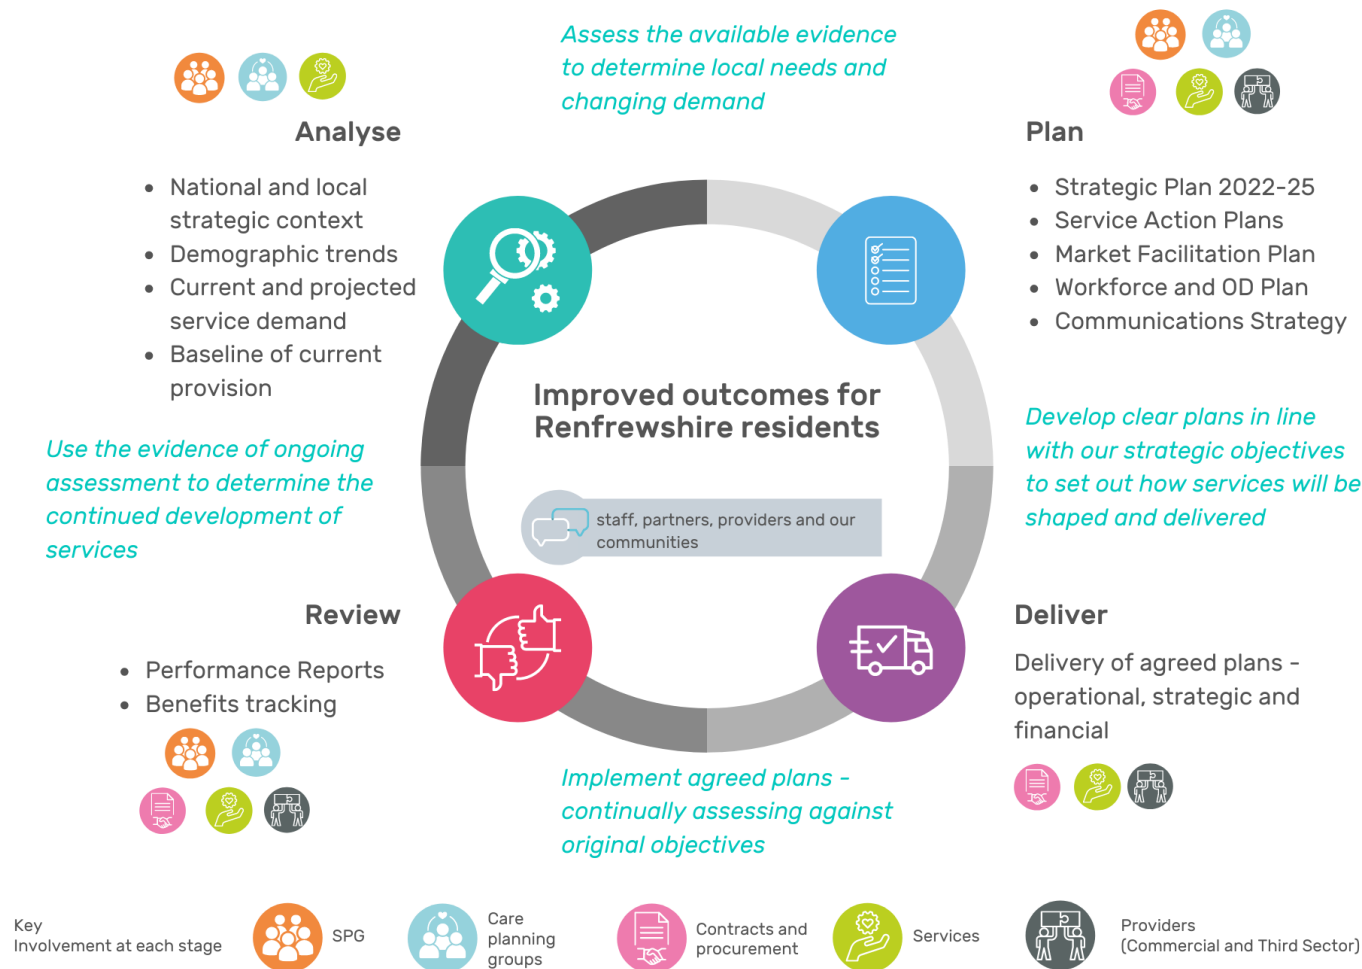 Assess the available evidence
to determine local needs and
changing demand
Analyse
• National and local
strategic context
• Demographic trends
• Current and projected
service demand
• Baseline of current
provision
Plan
• Strategic Plan 2022-25
• Service Action Plans
• Market Facilitation Plan
• Workforce and OD Plan
• Communications Strategy
Improved outcomes for
Renfrewshire residents
staff, partners, providers and our
communities
Use the evidence of ongoing
assessment to determine the
continued development of
services
Develop clear plans in line
with our strategic objectives
to set out how services will be
shaped and delivered
Review
• Performance Reports
• Benefits tracking
Deliver
Delivery of agreed plans -
operational, strategic and
financial
Implement agreed plans -
continually assessing against
original objectives
Key
Involvement at each stage
SPG
Care
planning
groups
Contracts and
procurement
Services
Providers
(Commercial and Third Sector)